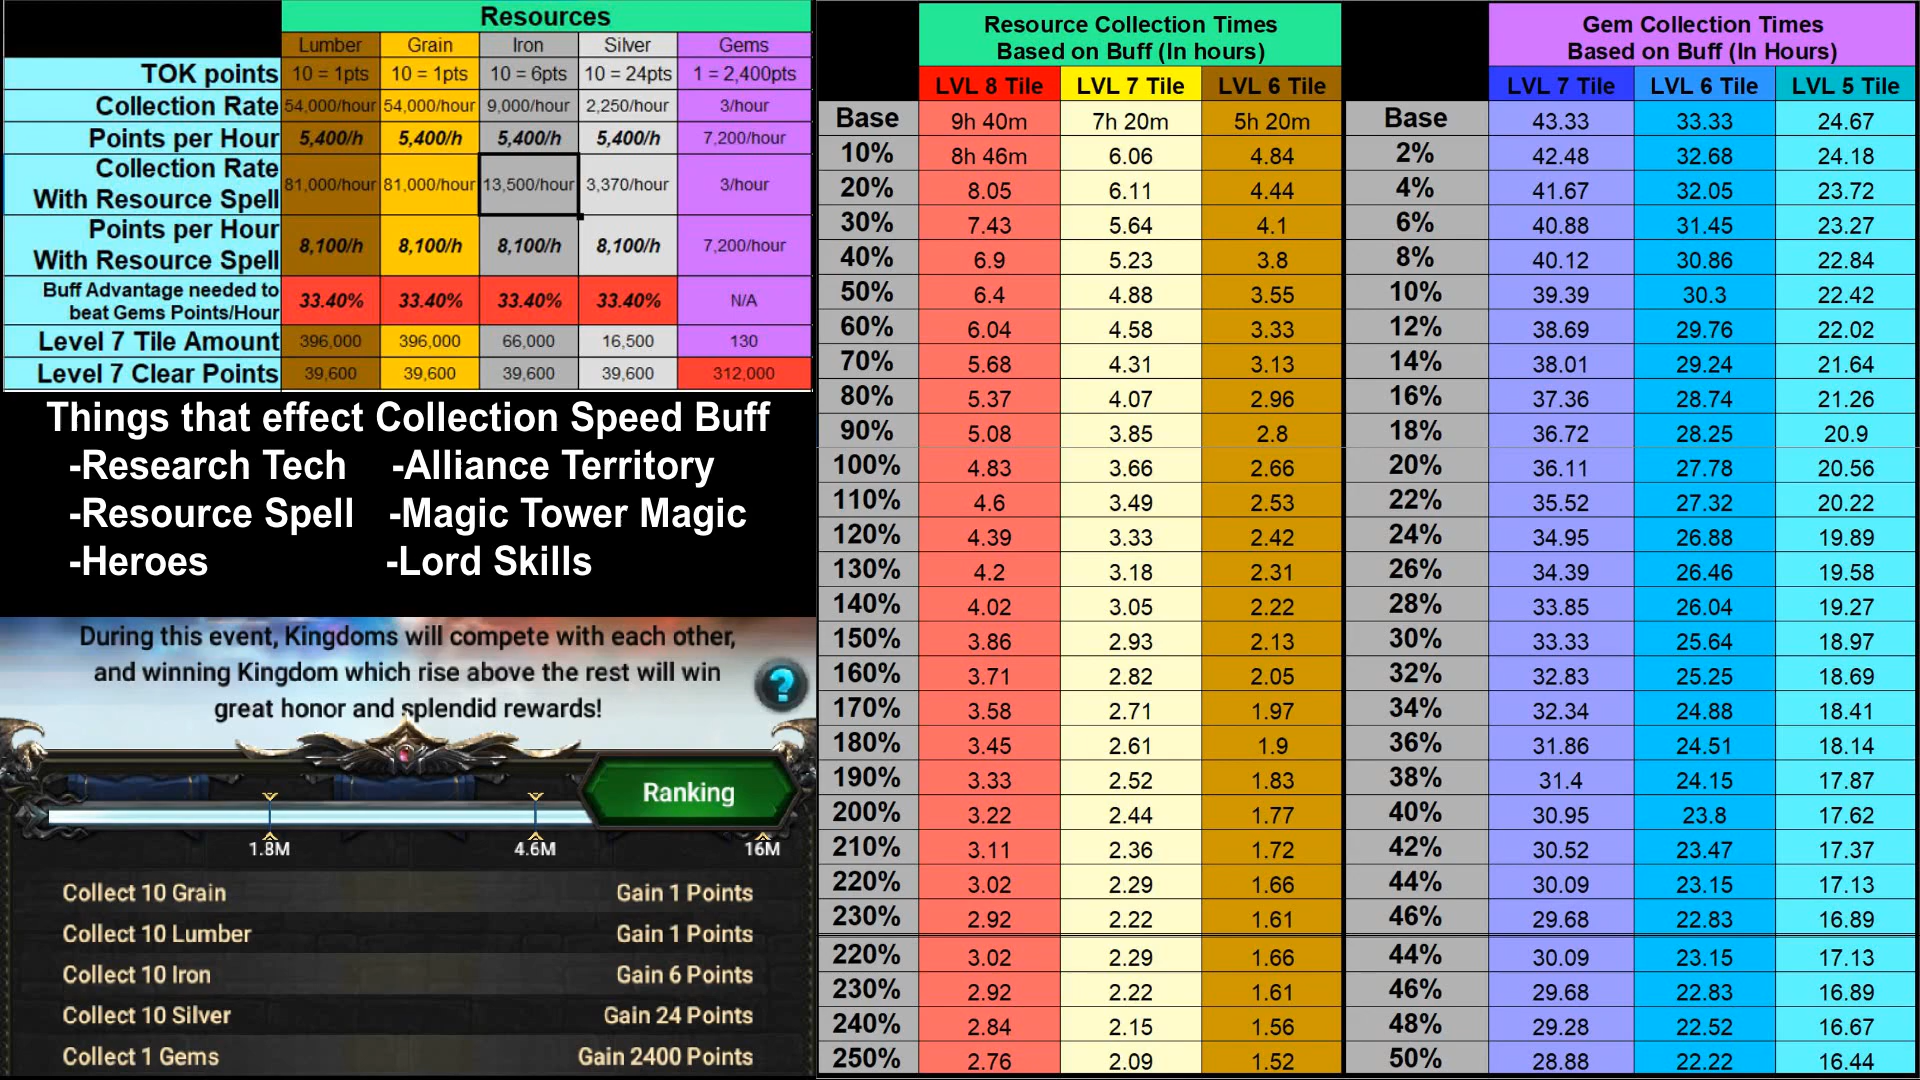 Resources
Lumber Grain Iron Silver Gems
TOK points 10 = 1pts 10 = 1pts 10 = 6pts 10 = 24pts 1 = 2,400pts
Collection Rate 54,000/hour 54,000/hour 9,000/hour 2,250/hour 3/hour
Points per Hour 5,400/h 5,400/h 5,400/h 5,400/h 7,200/hour
Collection Rate
With Resource Spell 81,000/hour 81,000/hour 13,500/hour 3,370/hour 3/hour
Points per Hour
With Resource Spell 8,100/h 8,100/h 8,100/h 8,100/h 7,200/hour
Buff Advantage needed to
beat Gems Points/Hour 33.40% 33.40% 33.40% 33.40% N/A
Level 7 Tile Amount 396,000 396,000 66,000 16,500 130
Level 7 Clear Points 39,600 39,600 39,600 39,600 312,000
Things that effect Collection Speed Buff
-Research Tech -Alliance Territory
-Resource Spell -Magic Tower Magic
-Heroes -Lord Skills
During this event, Kingdoms will compete with each other,
and winning Kingdom which rise above the rest will win
great honor and splendid rewards!
?
Ranking
1.8M 4.6M 16M
Collect 10 Grain Gain 1 Points
Collect 10 Lumber Gain 1 Points
Collect 10 Iron Gain 6 Points
Collect 10 Silver Gain 24 Points
Collect 1 Gems Gain 2400 Points
Resource Collection Times
Based on Buff (In hours)
LVL 8 Tile LVL 7 Tile LVL 6 Tile
Base 9h 40m 7h 20m 5h 20m
10% 8h 46m 6.06 4.84
20% 8.05 6.11 4.44
30% 7.43 5.64 4.1
40% 6.9 5.23 3.8
50% 6.4 4.88 3.55
60% 6.04 4.58 3.33
70% 5.68 4.31 3.13
80% 5.37 4.07 2.96
90% 5.08 3.85 2.8
100% 4.83 3.66 2.66
110% 4.6 3.49 2.53
120% 4.39 3.33 2.42
130% 4.2 3.18 2.31
140% 4.02 3.05 2.22
150% 3.86 2.93 2.13
160% 3.71 2.82 2.05
170% 3.58 2.71 1.97
180% 3.45 2.61 1.9
190% 3.33 2.52 1.83
200% 3.22 2.44 1.77
210% 3.11 2.36 1.72
220% 3.02 2.29 1.66
230% 2.92 2.22 1.61
220% 3.02 2.29 1.66
230% 2.92 2.22 1.61
240% 2.84 2.15 1.56
250% 2.76 2.09 1.52
Gem Collection Times
Based on Buff (In Hours)
LVL 7 Tile LVL 6 Tile LVL 5 Tile
Base 43.33 33.33 24.67
2% 42.48 32.68 24.18
4% 41.67 32.05 23.72
6% 40.88 31.45 23.27
8% 40.12 30.86 22.84
10% 39.39 30.3 22.42
12% 38.69 29.76 22.02
14% 38.01 29.24 21.64
16% 37.36 28.74 21.26
18% 36.72 28.25 20.9
20% 36.11 27.78 20.56
22% 35.52 27.32 20.22
24% 34.95 26.88 19.89
26% 34.39 26.46 19.58
28% 33.85 26.04 19.27
30% 33.33 25.64 18.97
32% 32.83 25.25 18.69
34% 32.34 24.88 18.41
36% 31.86 24.51 18.14
38% 31.4 24.15 17.87
40% 30.95 23.8 17.62
42% 30.52 23.47 17.37
44% 30.09 23.15 17.13
46% 29.68 22.83 16.89
44% 30.09 23.15 17.13
46% 29.68 22.83 16.89
48% 29.28 22.52 16.67
50% 28.88 22.22 16.44